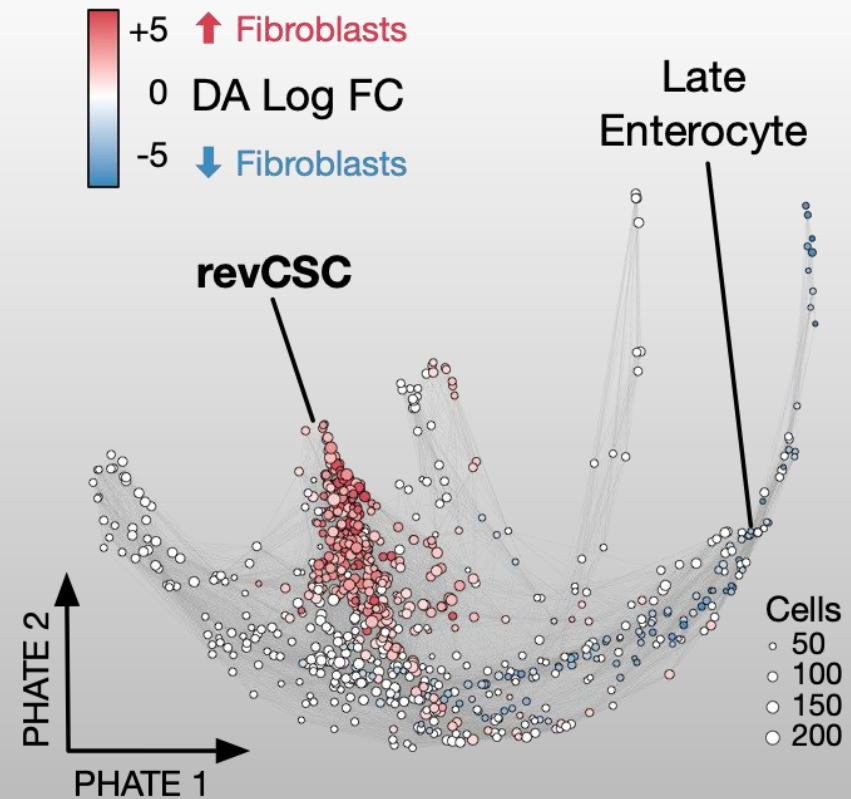 +5 ↑ Fibroblasts
0 DA Log FC
-5 ↓ Fibroblasts
Late
Enterocyte
revCSC
Cells
50
100
150
200
PHATE 2
PHATE 1